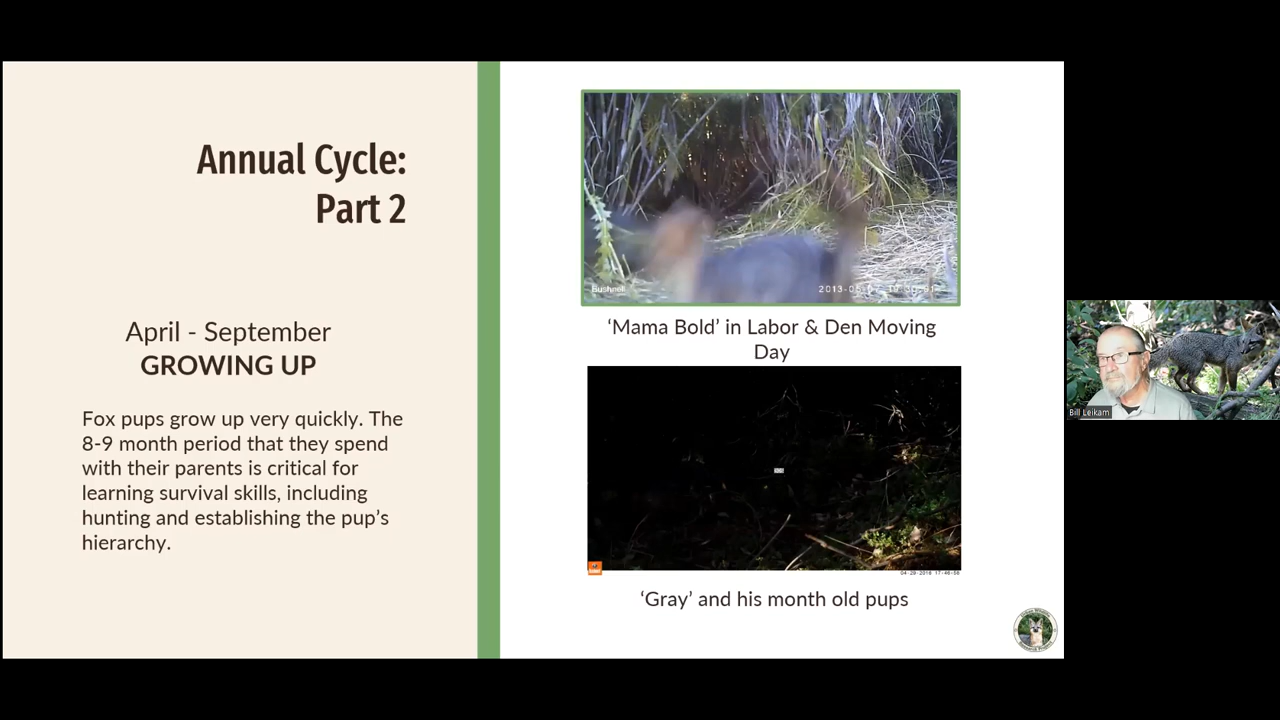 Annual Cycle:
Part 2
April - September
GROWING UP
Fox pups grow up very quickly. The
8-9 month period that they spend
with their parents is critical for
learning survival skills, including
hunting and establishing the pup's
hierarchy.
Bushnell
‘Mama Bold’ in Labor & Den Moving
Day
‘Gray’ and his month old pups
Bill Leikam